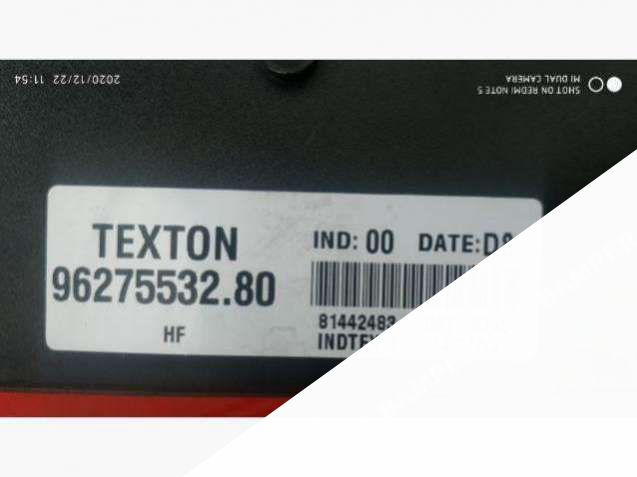 2020/12/22 11:54
SHOT ON REDMI NOTE 5
MI DUAL CAMERA
TEXTON
96275532.80
HF
IND: 00 DATE: